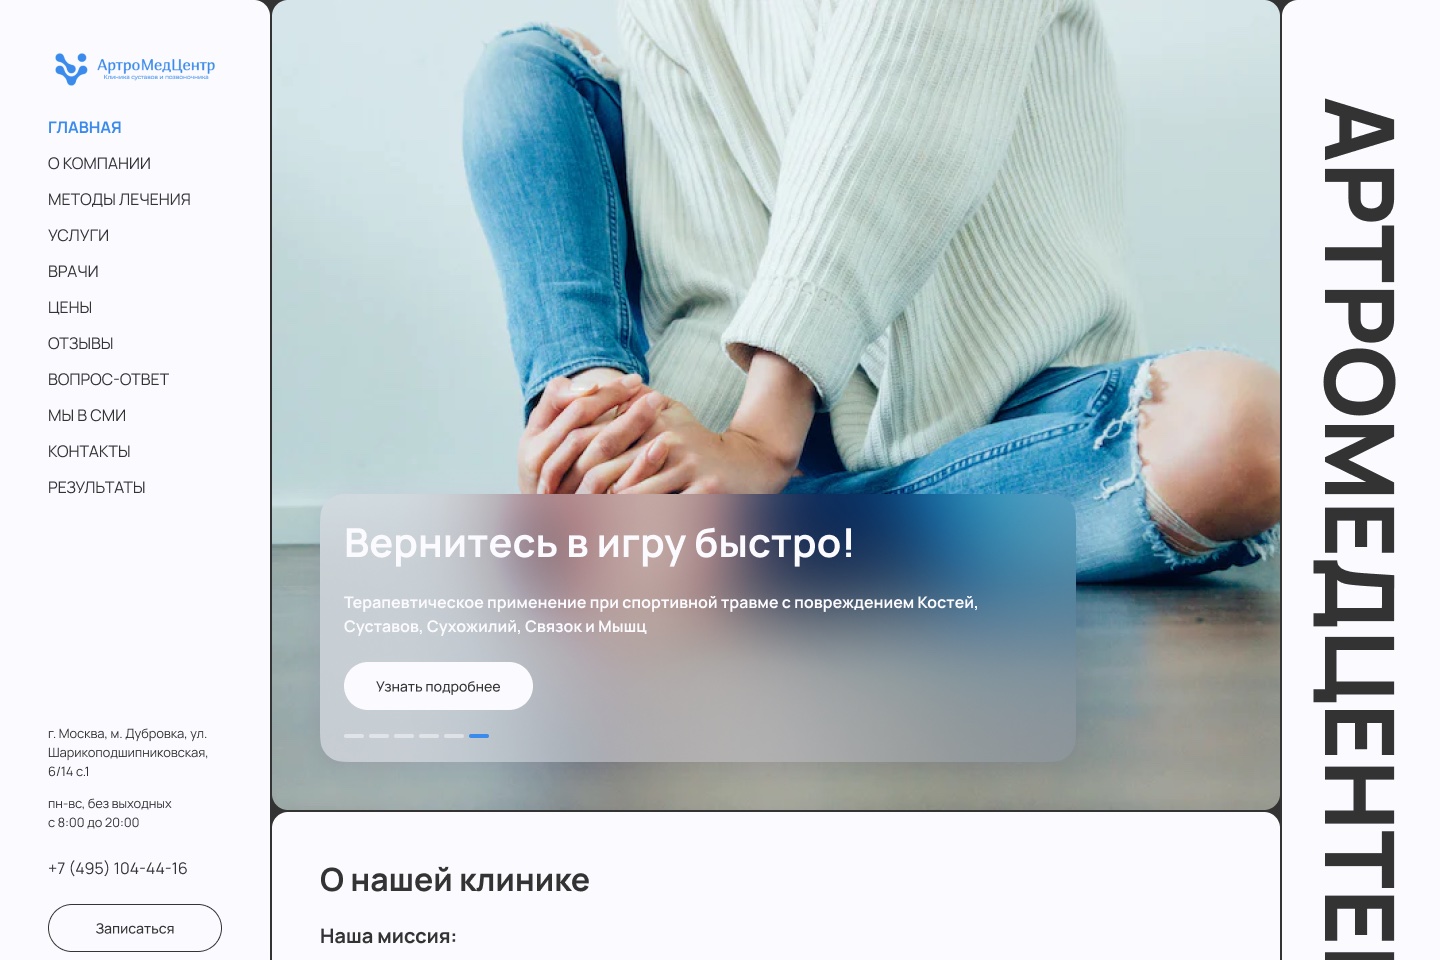 АртроМедЦентр
Клиника суставов и позвоночника
ГЛАВНАЯ
О КОМПАНИИ
МЕТОДЫ ЛЕЧЕНИЯ
УСЛУГИ
ВРАЧИ
ЦЕНЫ
ОТЗЫВЫ
ВОПРОС-ОТВЕТ
МЫ В СМИ
КОНТАКТЫ
РЕЗУЛЬТАТЫ
г. Москва, м. Дубровка, ул.
Шарикоподшипниковская,
6/14 с.1
пн-вс, без выходных
с 8:00 до 20:00
+7 (495) 104-44-16
Записаться
Вернитесь в игру быстро!
Терапевтическое применение при спортивной травме с повреждением Костей,
Суставов, Сухожилий, Связок и Мышц
Узнать подробнее
О нашей клинике
Наша миссия: